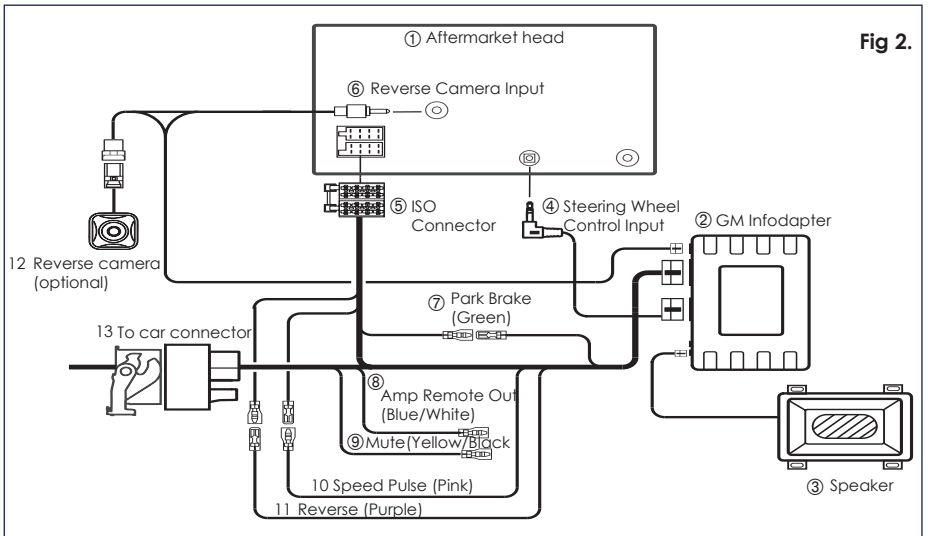 Fig 2.
① Aftermarket head
⑥ Reverse Camera Input
⑤ ISO
Connector
④ Steering Wheel
Control Input
② GM Infodapter
12 Reverse camera
(optional)
⑦ Park Brake
(Green)
13 To car connector
⑧
Amp Remote Out
(Blue/White)
⑨ Mute(Yellow/Black
10 Speed Pulse (Pink)
11 Reverse (Purple)
③ Speaker